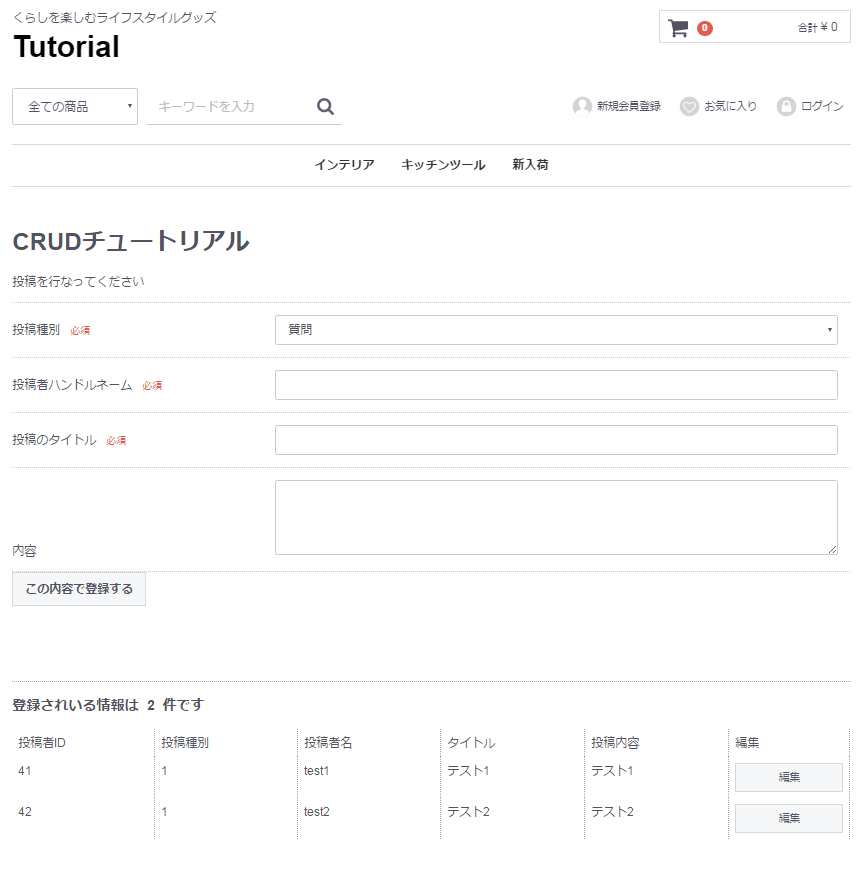 くらしを楽しむライフスタイルグッズ
Tutorial
0 合計 ¥ 0
全ての商品 キーワードを入力 新規会員登録 お気に入り ログイン
インテリア キッチンツール 新入荷
CRUDチュートリアル
投稿を行なってください
投稿種別 必須 質問
投稿者ハンドルネーム 必須
投稿のタイトル 必須
内容
この内容で登録する
登録されいる情報は 2 件です
投稿者ID 投稿種別 投稿者名 タイトル 投稿内容 編集
41 1 test1 テスト1 テスト1 編集
42 1 test2 テスト2 テスト2 編集